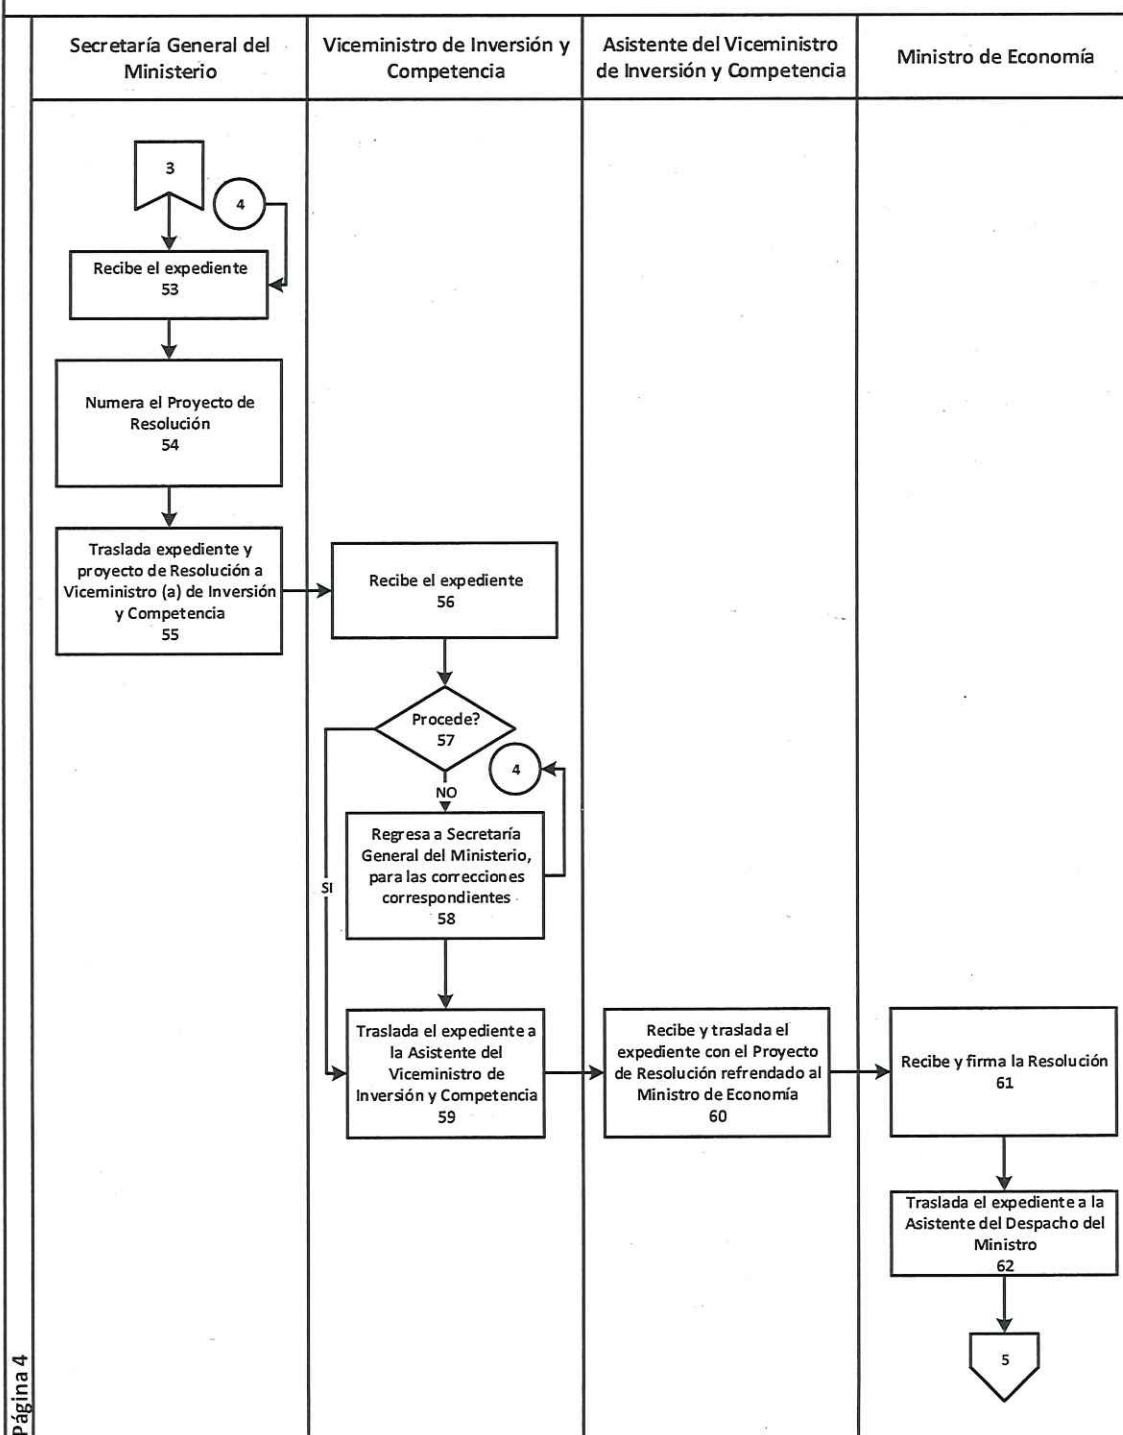 Secretaría General del
Ministerio
Viceministro de Inversión y
Competencia
Asistente del Viceministro
de Inversión y Competencia
Ministro de Economía
3
4
Recibe el expediente
53
Numera el Proyecto de
Resolución
54
Traslada expediente y
proyecto de Resolución a
Viceministro (a) de Inversión
y Competencia
55
Recibe el expediente
56
Procede?
57
4
NO
SI
Regresa a Secretaría
General del Ministerio,
para las correcciones
correspondientes
58
Traslada el expediente a
la Asistente del
Viceministro de
Inversión y Competencia
59
Recibe y traslada el
expediente con el Proyecto
de Resolución refrendado al
Ministro de Economía
60
Recibe y firma la Resolución
61
Traslada el expediente a la
Asistente del Despacho del
Ministro
62
5
Página 4